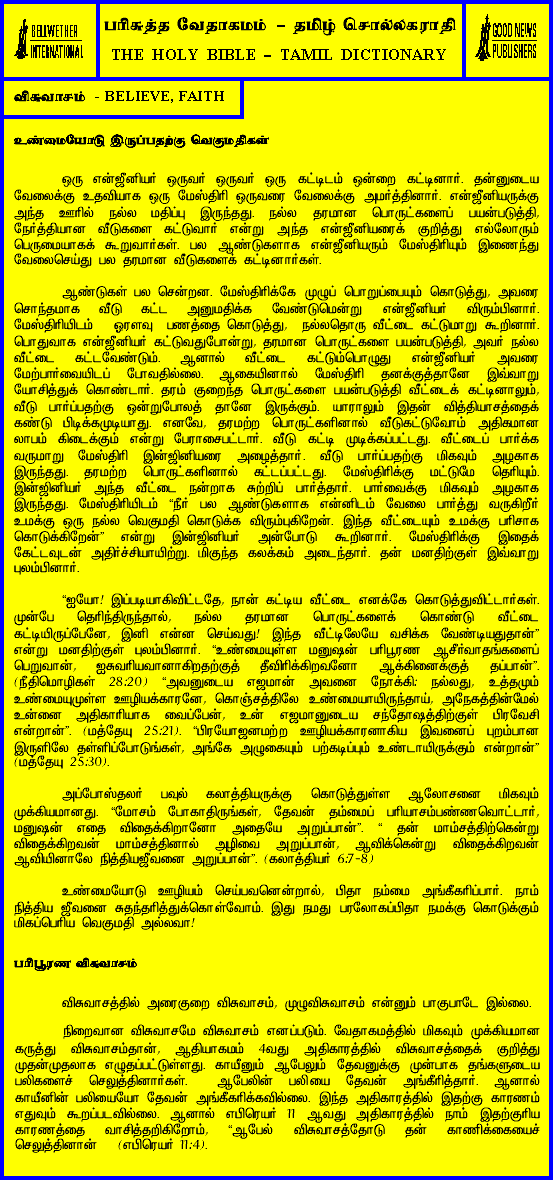 BELLWETHER
INTERNATIONAL
பரிசுத்த வேதாகமம் – தமிழ் சொல்லகராதி
THE HOLY BIBLE – TAMIL DICTIONARY
GOOD NEWS
PUBLISHERS
விசுவாசம் - BELIEVE, FAITH
உண்மையோடு இருப்பதற்கு வெகுமதிகள்
ஒரு என்ஜீனியர் ஒருவர் ஒருவர் ஒரு கட்டிடம் ஒன்றை கட்டினார். தன்னுடைய
வேலைக்கு உதவியாக ஒரு மேஸ்திரி ஒருவரை வேலைக்கு அமர்த்தினார். என்ஜீனியருக்கு
அந்த ஊரில் நல்ல மதிப்பு இருந்தது. நல்ல தரமான பொருட்களைப் பயன்படுத்தி,
நேர்த்தியான வீடுகளை கட்டுவார் என்று அந்த என்ஜீனியரைக் குறித்து எல்லோரும்
பெருமையாகக் கூறுவார்கள். பல ஆண்டுகளாக என்ஜீனியரும் மேஸ்திரியும் இணைந்து
வேலைசெய்து பல தரமான வீடுகளைக் கட்டினார்கள்.
ஆண்டுகள் பல சென்றன. மேஸ்திரிக்கே முழுப் பொறுப்பையும் கொடுத்து, அவரை
சொந்தமாக வீடு கட்ட அனுமதிக்க வேண்டுமென்று என்ஜீனியர் விரும்பினார்.
மேஸ்திரியிடம் ஓரளவு பணத்தை கொடுத்து, நல்லதொரு வீட்டை கட்டுமாறு கூறினார்.
பொதுவாக என்ஜீனியர் கட்டுவதுபோன்று, தரமான பொருட்களை பயன்படுத்தி, அவர் நல்ல
வீட்டை கட்டவேண்டும். ஆனால் வீட்டை கட்டும்பொழுது என்ஜீனியர் அவரை
மேற்பார்வையிடப் போவதில்லை. ஆகையினால் மேஸ்திரி தனக்குத்தானே இவ்வாறு
யோசித்துக் கொண்டார். தரம் குறைந்த பொருட்களை பயன்படுத்தி வீட்டைக் கட்டினாலும்,
வீடு பார்ப்பதற்கு ஒன்றுபோலத் தானே இருக்கும். யாராலும் இதன் வித்தியாசத்தைக்
கண்டு பிடிக்கமுடியாது. எனவே, தரமற்ற பொருட்களினால் வீடுகட்டுவோம் அதிகமான
லாபம் கிடைக்கும் என்று பேராசைபட்டார். வீடு கட்டி முடிக்கப்பட்டது. வீட்டைப் பார்க்க
வருமாறு மேஸ்திரி இன்ஜினியரை அழைத்தார். வீடு பார்ப்பதற்கு மிகவும் அழகாக
இருந்தது. தரமற்ற பொருட்களினால் கட்டப்பட்டது. மேஸ்திரிக்கு மட்டுமே தெரியும்.
இன்ஜினியர் அந்த வீட்டை நன்றாக சுற்றிப் பார்த்தார். பார்வைக்கு மிகவும் அழகாக
இருந்தது. மேஸ்திரியிடம் “நீர் பல ஆண்டுகளாக என்னிடம் வேலை பார்த்து வருகிறீர்
உமக்கு ஒரு நல்ல வெகுமதி கொடுக்க விரும்புகிறேன். இந்த வீட்டையும் உமக்கு பரிசாக
கொடுக்கிறேன்” என்று இன்ஜினியர் அன்போடு கூறினார். மேஸ்திரிக்கு இதைக்
கேட்டவுடன் அதிர்ச்சியாயிற்று. மிகுந்த கலக்கம் அடைந்தார். தன் மனதிற்குள் இவ்வாறு
புலம்பினார்.
“ஐயோ! இப்படியாகிவிட்டதே, நான் கட்டிய வீட்டை எனக்கே கொடுத்துவிட்டார்கள்.
முன்பே தெரிந்திருந்தால், நல்ல தரமான பொருட்களைக் கொண்டு வீட்டை
கட்டியிருப்பேனே, இனி என்ன செய்வது! இந்த வீட்டிலேயே வசிக்க வேண்டியதுதான்”
என்று மனதிற்குள் புலம்பினார். “உண்மையுள்ள மனுஷன் பரிபூரண ஆசீர்வாதங்களைப்
பெறுவான், ஐசுவரியவானாகிறதற்குத் தீவிரிக்கிறவனோ ஆக்கினைக்குத் தப்பான்”.
(நீதிமொழிகள் 28:20) “அவனுடைய எஜமான் அவனை நோக்கி: நல்லது, உத்தமும்
உண்மையுமுள்ள ஊழியக்காரனே, கொஞ்சத்திலே உண்மையாயிருந்தாய், அநேகத்தின்மேல்
உன்னை அதிகாரியாக வைப்பேன், உன் எஜமானுடைய சந்தோஷத்திற்குள் பிரவேசி
என்றான்”. (மத்தேயு 25:21). “பிரயோஜனமற்ற ஊழியக்காரனாகிய இவனைப் புறம்பான
இருளிலே தள்ளிப்போடுங்கள், அங்கே அழுகையும் பற்கடிப்பும் உண்டாயிருக்கும் என்றான்”
(மத்தேயு 25:30).
அப்போஸ்தலர் பவுல் கலாத்தியருக்கு கொடுத்துள்ள ஆலோசனை மிகவும்
முக்கியமானது. “மோசம் போகாதிருங்கள், தேவன் தம்மைப் பரியாசம்பண்ணவொட்டார்,
மனுஷன் எதை விதைக்கிறானோ அதையே அறுப்பான்”. “ தன் மாம்சத்திற்கென்று
விதைக்கிறவன் மாம்சத்தினால் அழிவை அறுப்பான், ஆவிக்கென்று விதைக்கிறவன்
ஆவியினாலே நித்தியஜீவனை அறுப்பான்”. (கலாத்தியர் 6:7-8)
உண்மையோடு ஊழியம் செய்பவனென்றால், பிதா நம்மை அங்கீகரிப்பார். நாம்
நித்திய ஜீவனை சுதந்தரித்துக்கொள்வோம். இது நமது பரலோகப்பிதா நமக்கு கொடுக்கும்
மிகப்பெரிய வெகுமதி அல்லவா!
பரிபூரண விசுவாசம்
விசுவாசத்தில் அரைகுறை விசுவாசம், முழுவிசுவாசம் என்னும் பாகுபாடே இல்லை.
நிறைவான விசுவாசமே விசுவாசம் எனப்படும். வேதாகமத்தில் மிகவும் முக்கியமான
கருத்து விசுவாசம்தான், ஆதியாகமம் 4வது அதிகாரத்தில் விசுவாசத்தைக் குறித்து
முதன்முதலாக எழுதப்பட்டுள்ளது. காயீனும் ஆபேலும் தேவனுக்கு முன்பாக தங்களுடைய
பலிகளைச் செலுத்தினார்கள். ஆபேலின் பலியை தேவன் அங்கீரித்தார். ஆனால்
காயீனின் பலியையோ தேவன் அங்கீகரிக்கவில்லை. இந்த அதிகாரத்தில் இதற்கு காரணம்
எதுவும் கூறப்படவில்லை. ஆனால் எபிரெயர் 11 ஆவது அதிகாரத்தில் நாம் இதற்குரிய
காரணத்தை வாசித்தறிகிறோம், “ஆபேல் விசுவாசத்தோடு தன் காணிக்கையைச்
செலுத்தினான் (எபிரெயர் 11:4).